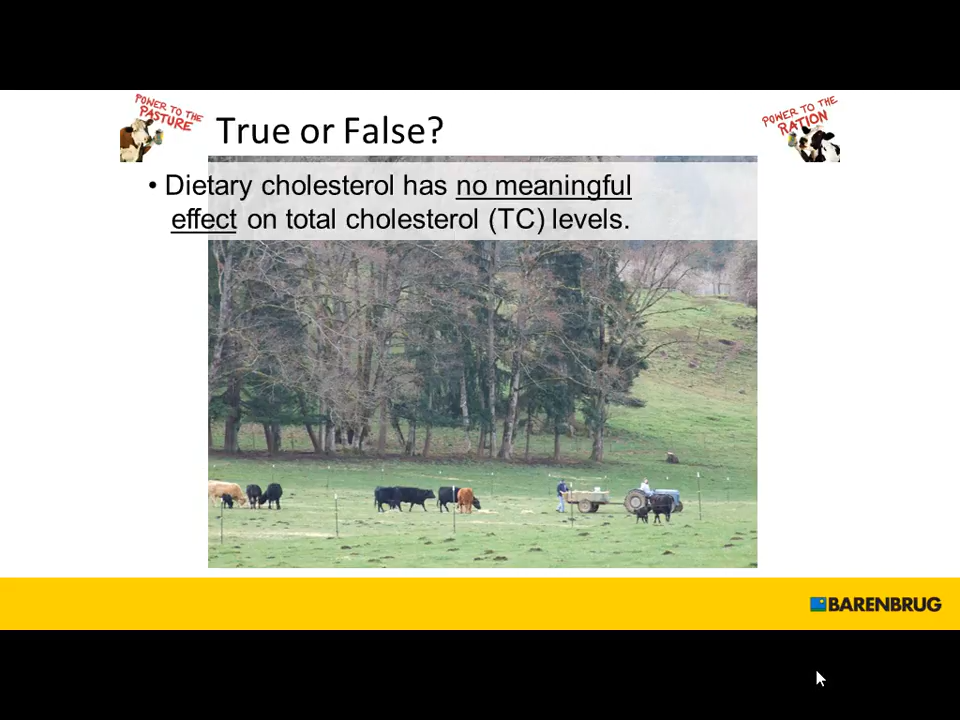 POWER TO THE
PASTURE
True or False?
POWER TO THE
RATION
• Dietary cholesterol has no meaningful
effect on total cholesterol (TC) levels.
BARENBRUG